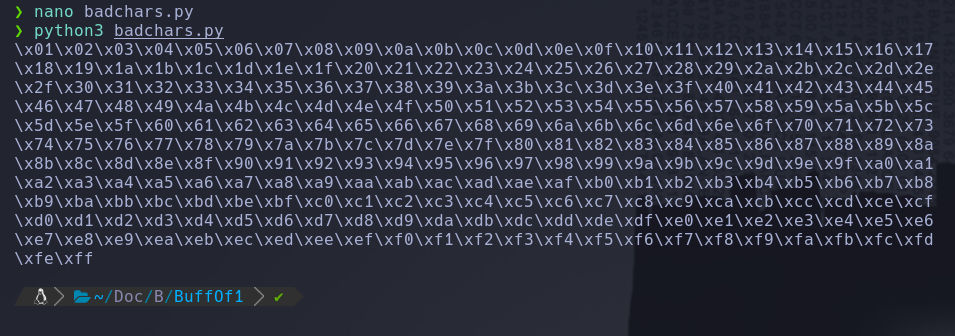 ❯ nano badchars.py
❯ python3 badchars.py
\x01\x02\x03\x04\x05\x06\x07\x08\x09\x0a\x0b\x0c\x0d\x0e\x0f\x10\x11\x12\x13\x14\x15\x16\x17
\x18\x19\x1a\x1b\x1c\x1d\x1e\x1f\x20\x21\x22\x23\x24\x25\x26\x27\x28\x29\x2a\x2b\x2c\x2d\x2e
\x2f\x30\x31\x32\x33\x34\x35\x36\x37\x38\x39\x3a\x3b\x3c\x3d\x3e\x3f\x40\x41\x42\x43\x44\x45
\x46\x47\x48\x49\x4a\x4b\x4c\x4d\x4e\x4f\x50\x51\x52\x53\x54\x55\x56\x57\x58\x59\x5a\x5b\x5c
\x5d\x5e\x5f\x60\x61\x62\x63\x64\x65\x66\x67\x68\x69\x6a\x6b\x6c\x6d\x6e\x6f\x70\x71\x72\x73
\x74\x75\x76\x77\x78\x79\x7a\x7b\x7c\x7d\x7e\x7f\x80\x81\x82\x83\x84\x85\x86\x87\x88\x89\x8a
\x8b\x8c\x8d\x8e\x8f\x90\x91\x92\x93\x94\x95\x96\x97\x98\x99\x9a\x9b\x9c\x9d\x9e\x9f\xa0\xa1
\xa2\xa3\xa4\xa5\xa6\xa7\xa8\xa9\xaa\xab\xac\xad\xae\xaf\xb0\xb1\xb2\xb3\xb4\xb5\xb6\xb7\xb8
\xb9\xba\xbb\xbc\xbd\xbe\xbf\xc0\xc1\xc2\xc3\xc4\xc5\xc6\xc7\xc8\xc9\xca\xcb\xcc\xcd\xce\xcf
\xd0\xd1\xd2\xd3\xd4\xd5\xd6\xd7\xd8\xd9\xda\xdb\xdc\xdd\xde\xdf\xe0\xe1\xe2\xe3\xe4\xe5\xe6
\xe7\xe8\xe9\xea\xeb\xec\xed\xee\xef\xf0\xf1\xf2\xf3\xf4\xf5\xf6\xf7\xf8\xf9\xfa\xfb\xfc\xfd
\xfe\xff
~/Doc/B/BuffOf1 ✔